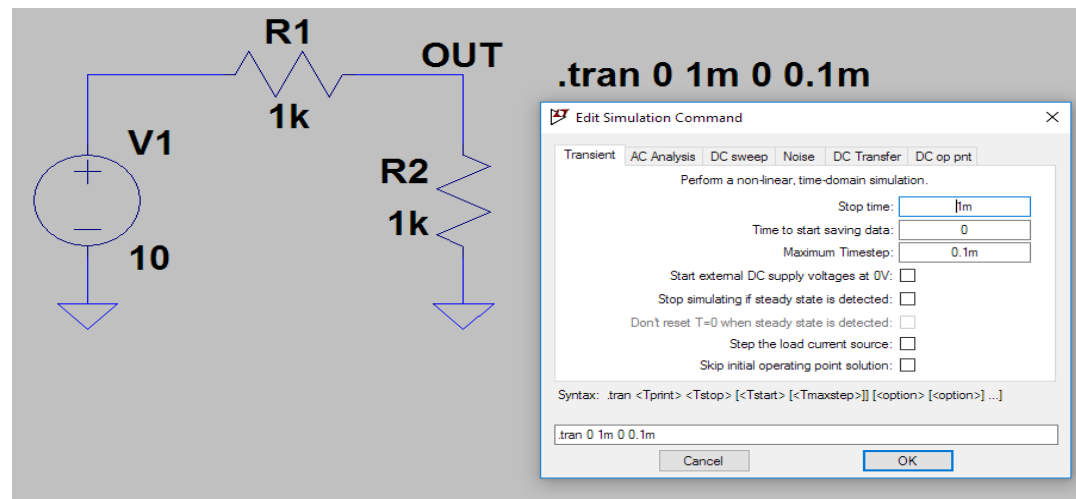 R1
OUT
1k
V1
R2
1k
10
.tran 0 1m 0 0.1m
Edit Simulation Command
Transient AC Analysis DC sweep Noise DC Transfer DC op pnt
Perform a non-linear, time-domain simulation.
Stop time: 1m
Time to start saving data: 0
Maximum Timestep: 0.1m
Start external DC supply voltages at 0V:
Stop simulating if steady state is detected:
Don't reset T=0 when steady state is detected:
Step the load current source:
Skip initial operating point solution:
Syntax: .tran <Tprint> <Tstop> [<Tstart> [<Tmaxstep>]] [<option> [<option>] ...]
.tran 0 1m 0 0.1m
Cancel OK